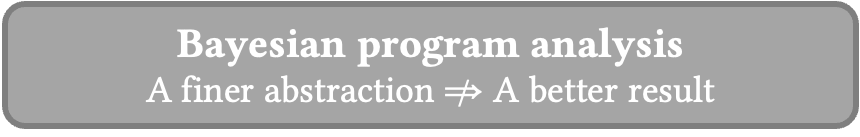 Bayesian program analysis
A finer abstraction ⇏ A better result